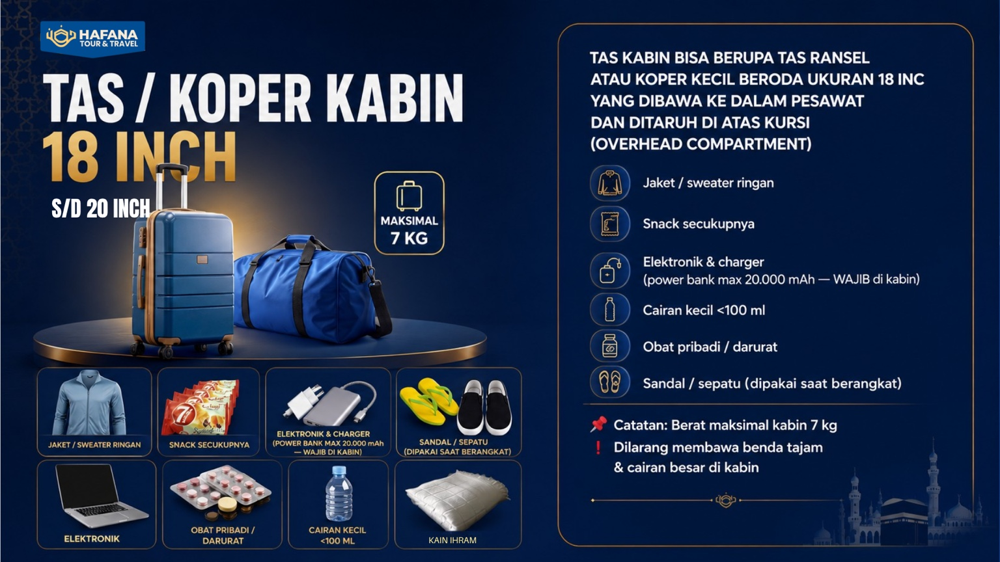 HAFANA
TOUR & TRAVEL
TAS / KOPER KABIN
18 INCH
S/D 20 INCH
MAKSIMAL
7 KG
JAKET / SWEATER RINGAN
7
SNACK SECUKUPNYA
ELEKTRONIK & CHARGER
(POWER BANK MAX 20.000 mAh
— WAJIB DI KABIN)
SANDAL / SEPATU
(DIPAKAI SAAT BERANGKAT)
ELEKTRONIK
OBAT PRIBADI /
DARURAT
CAIRAN KECIL
<100 ML
KAIN IHRAM
TAS KABIN BISA BERUPA TAS RANSEL
ATAU KOPER KECIL BERODA UKURAN 18 INC
YANG DIBAWA KE DALAM PESAWAT
DAN DITARUH DI ATAS KURSI
(OVERHEAD COMPARTMENT)
Jaket / sweater ringan
Snack secukupnya
Elektronik & charger
(power bank max 20.000 mAh — WAJIB di kabin)
Cairan kecil <100 ml
Obat pribadi / darurat
Sandal / sepatu (dipakai saat berangkat)
📌 Catatan: Berat maksimal kabin 7 kg
❗ Dilarang membawa benda tajam
& cairan besar di kabin